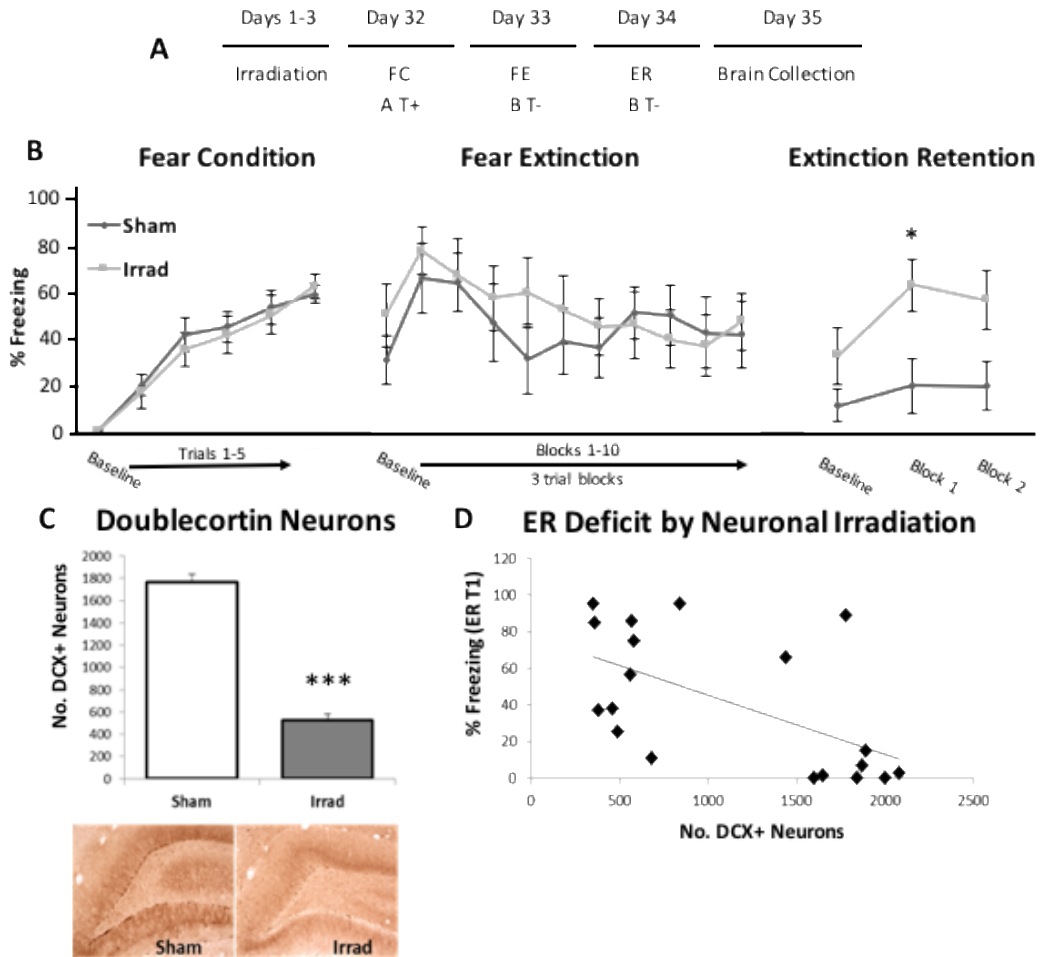 A
Days 1-3 Day 32 Day 33 Day 34 Day 35
Irradiation FC FE ER Brain Collection
A T+ B T- B T-
B
Fear Condition Fear Extinction Extinction Retention
% Freezing
100
80
60
40
20
0
Sham
Irrad
*
Baseline
Trials 1-5
Baseline
Blocks 1-10
3 trial blocks
Baseline
Block 1
Block 2
C
Doublecortin Neurons
No. DCX+ Neurons
2000
1800
1600
1400
1200
1000
800
600
400
200
0
***
Sham Irrad
Sham Irrad
D
ER Deficit by Neuronal Irradiation
% Freezing (ER T1)
120
100
80
60
40
20
0
0 500 1000 1500 2000 2500
No. DCX+ Neurons